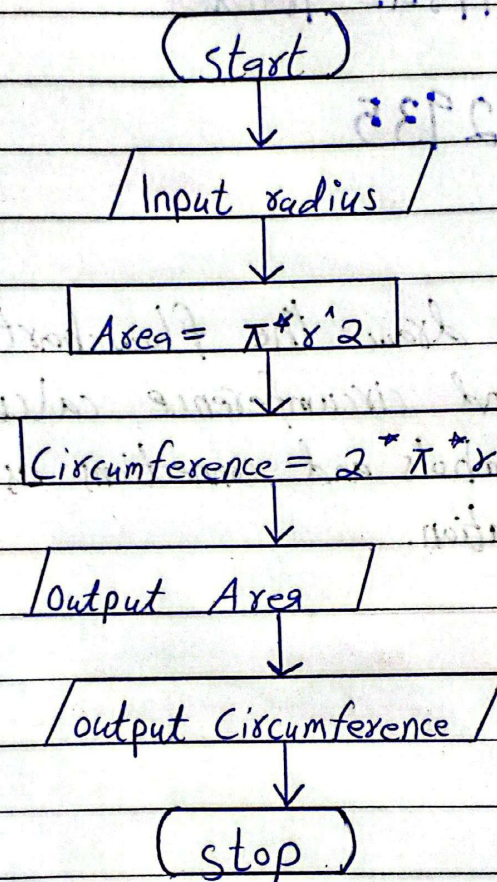 start
Input radius
Area = π*r^2
Circumference = 2*π*r
output Area
output Circumference
stop